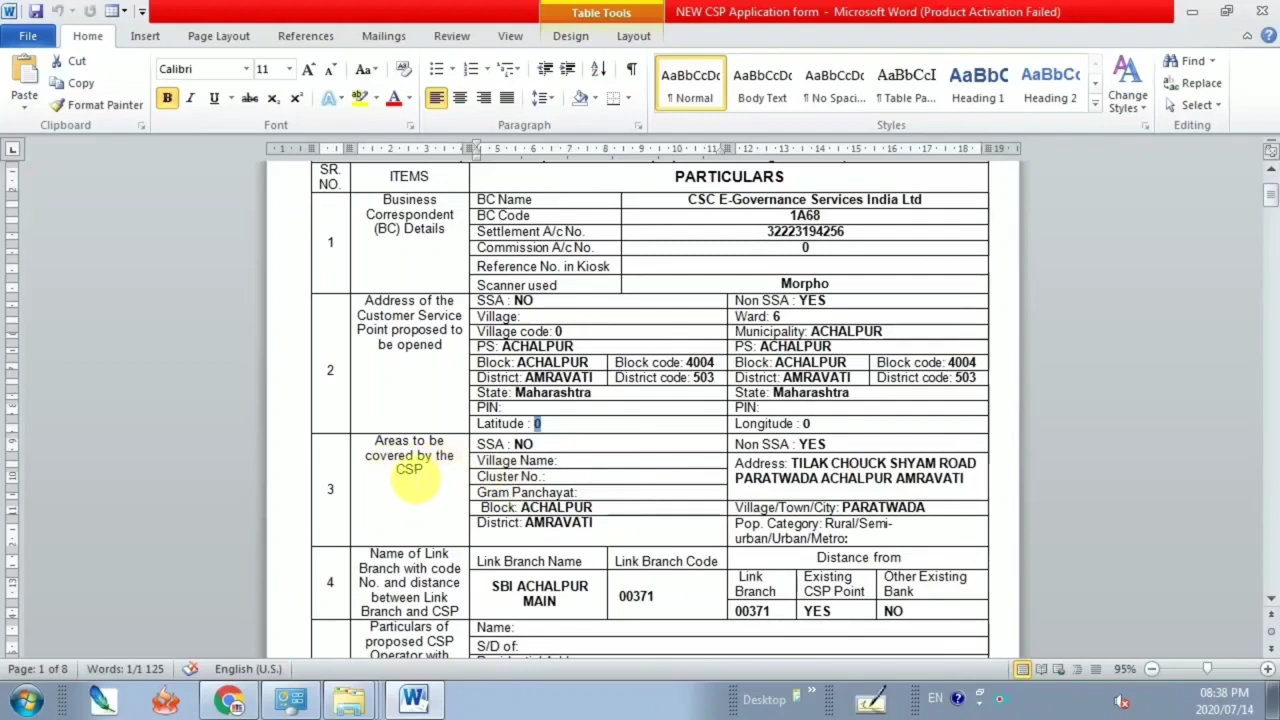 Table Tools
NEW CSP Application form - Microsoft Word (Product Activation Failed)
File Home Insert Page Layout References Mailings Review View Design Layout
Paste
Cut
Copy
Format Painter
Clipboard
Calibri 11
Font
Paragraph
AaBbCcDc AaBbCcDc AaBbCcDc AaBbCcI AaBbC AaBbCc
¶ Normal Body Text ¶ No Spaci... ¶ Table Pa... Heading 1 Heading 2
Styles
Change Styles
Find
Replace
Select
Editing
SR. NO. ITEMS PARTICULARS
1
Business
Correspondent
(BC) Details
BC Name CSC E-Governance Services India Ltd
BC Code 1A68
Settlement A/c No. 32223194256
Commission A/c No. 0
Reference No. in Kiosk
Scanner used Morpho
2
Address of the
Customer Service
Point proposed to
be opened
SSA : NO Non SSA : YES
Village: Ward: 6
Village code: 0 Municipality: ACHALPUR
PS: ACHALPUR PS: ACHALPUR
Block: ACHALPUR Block code: 4004 Block: ACHALPUR Block code: 4004
District: AMRAVATI District code: 503 District: AMRAVATI District code: 503
State: Maharashtra State: Maharashtra
PIN: PIN:
Latitude : 0 Longitude : 0
3
Areas to be
covered by the
CSP
SSA : NO Non SSA : YES
Village Name:
Cluster No.:
Gram Panchayat:
Block: ACHALPUR
District: AMRAVATI
Address: TILAK CHOUCK SHYAM ROAD
PARATWADA ACHALPUR AMRAVATI
Village/Town/City: PARATWADA
Pop. Category: Rural/Semi-
urban/Urban/Metro:
4
Name of Link
Branch with code
No. and distance
between Link
Branch and CSP
Link Branch Name Link Branch Code Distance from
SBI ACHALPUR
MAIN
00371
Link
Branch
Existing
CSP Point
Other Existing
Bank
00371 YES NO
Particulars of
proposed CSP
Operator with
Name:
S/D of:
Page: 1 of 8 Words: 1/1 125 English (U.S.) 95%
Desktop EN 08:38 PM
2020/07/14